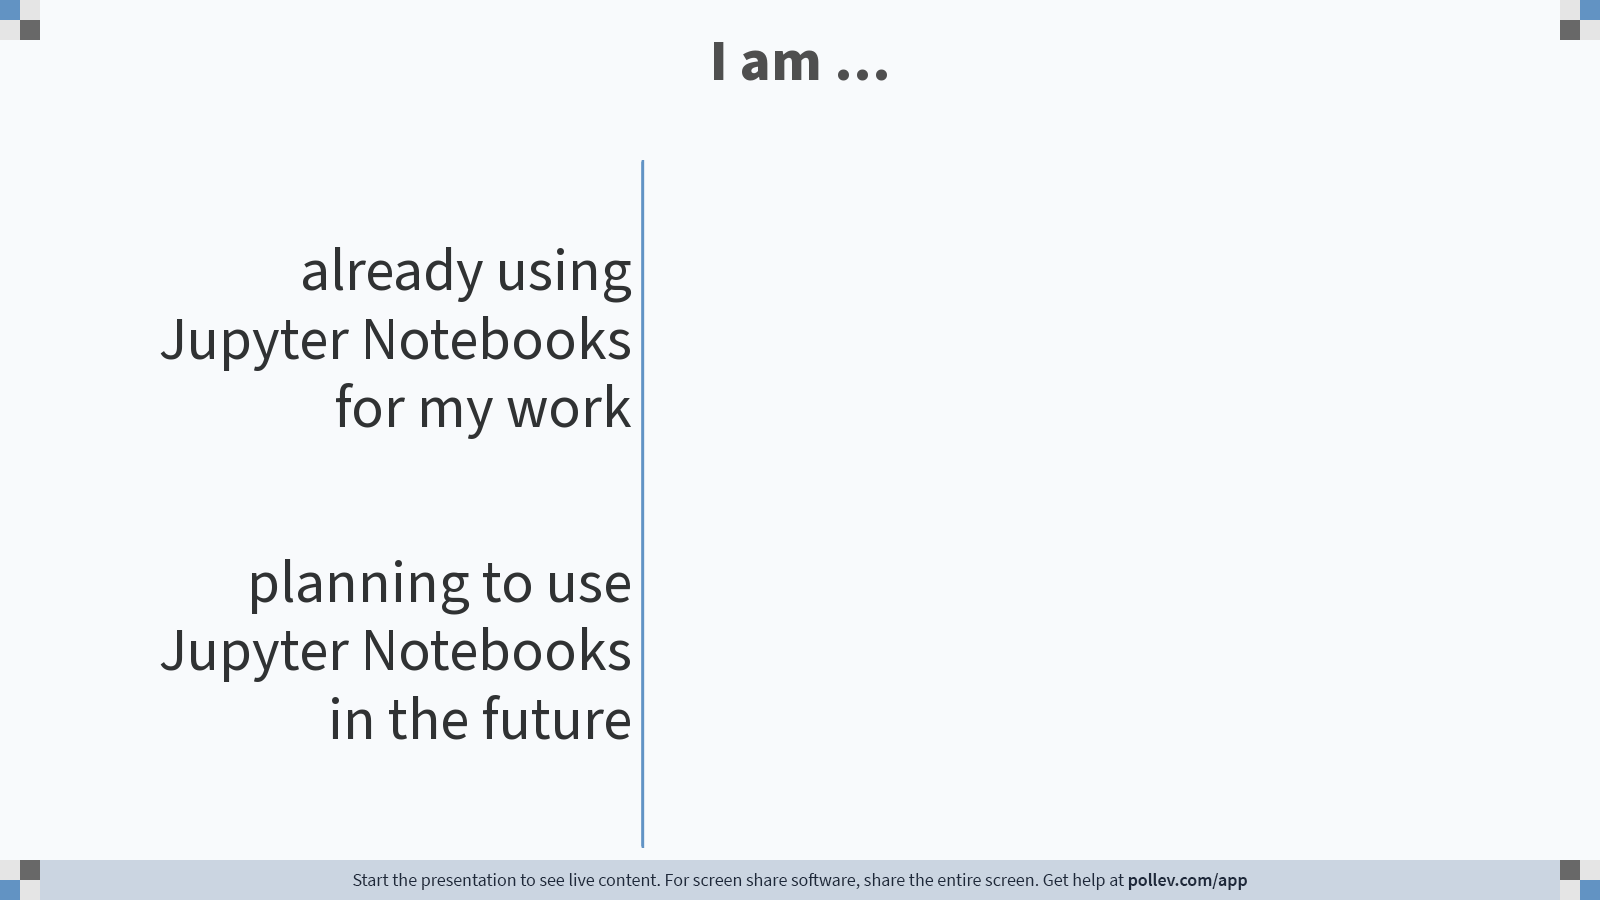 I am ...
already using
Jupyter Notebooks
for my work
planning to use
Jupyter Notebooks
in the future
Start the presentation to see live content. For screen share software, share the entire screen. Get help at pollev.com/app